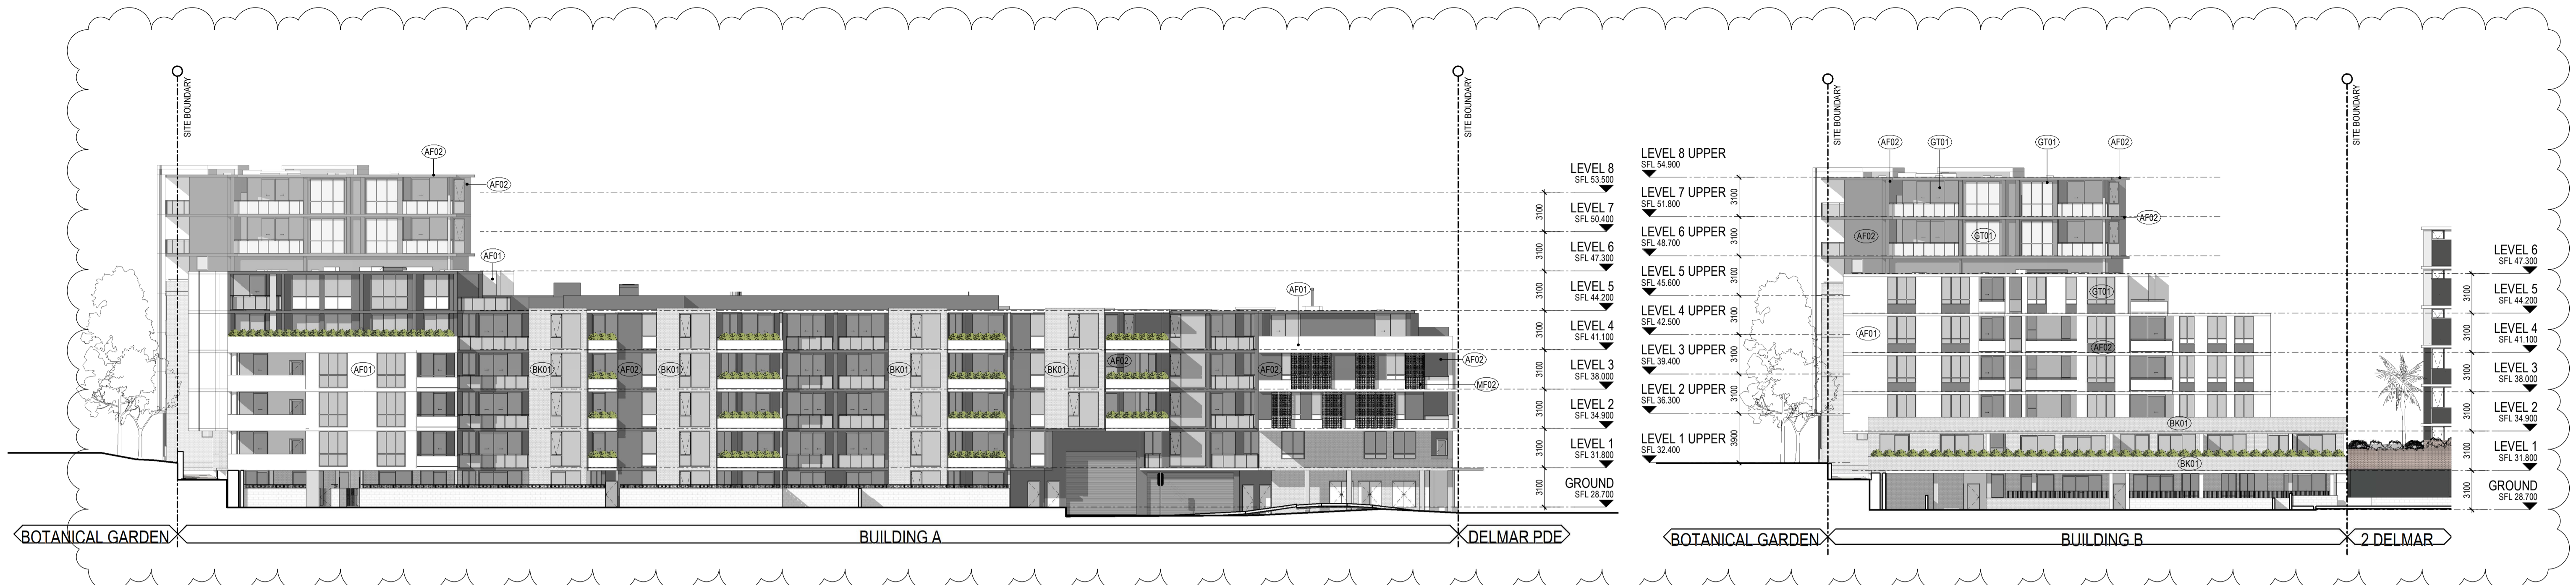 SITE BOUNDARY
AF02
AF02
AF01
AF01
AF01
BK01
AF02
BK01
BK01
BK01
AF02
AF02
AF02
MF02
SITE BOUNDARY
LEVEL 8
SFL 53.500
3100
LEVEL 7
SFL 50.400
3100
LEVEL 6
SFL 47.300
3100
LEVEL 5
SFL 44.200
3100
LEVEL 4
SFL 41.100
3100
LEVEL 3
SFL 38.000
3100
LEVEL 2
SFL 34.900
3100
LEVEL 1
SFL 31.800
3100
GROUND
SFL 28.700
BOTANICAL GARDEN
BUILDING A
DELMAR PDE
LEVEL 8 UPPER
SFL 54.900
3100
LEVEL 7 UPPER
SFL 51.800
3100
LEVEL 6 UPPER
SFL 48.700
3100
LEVEL 5 UPPER
SFL 45.600
3100
LEVEL 4 UPPER
SFL 42.500
3100
LEVEL 3 UPPER
SFL 39.400
3100
LEVEL 2 UPPER
SFL 36.300
3900
LEVEL 1 UPPER
SFL 32.400
SITE BOUNDARY
AF02
GT01
GT01
AF02
AF02
AF02
GT01
GT01
AF01
AF02
BK01
BK01
SITE BOUNDARY
LEVEL 6
SFL 47.300
3100
LEVEL 5
SFL 44.200
3100
LEVEL 4
SFL 41.100
3100
LEVEL 3
SFL 38.000
3100
LEVEL 2
SFL 34.900
3100
LEVEL 1
SFL 31.800
3100
GROUND
SFL 28.700
BOTANICAL GARDEN
BUILDING B
2 DELMAR